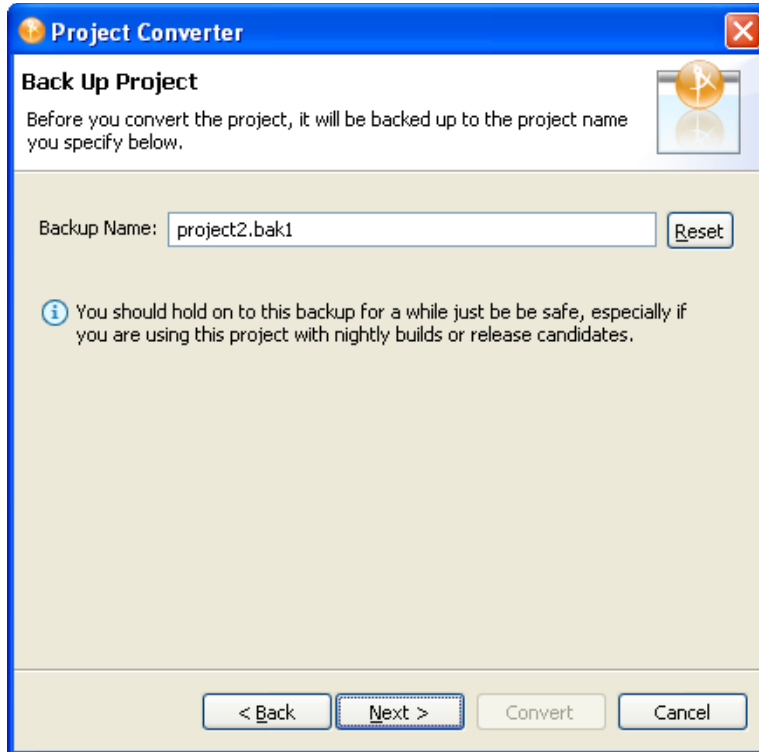 Project Converter
Back Up Project
Before you convert the project, it will be backed up to the project name
you specify below.
Backup Name: project2.bak1 Reset
You should hold on to this backup for a while just be be safe, especially if
you are using this project with nightly builds or release candidates.
< Back Next > Convert Cancel